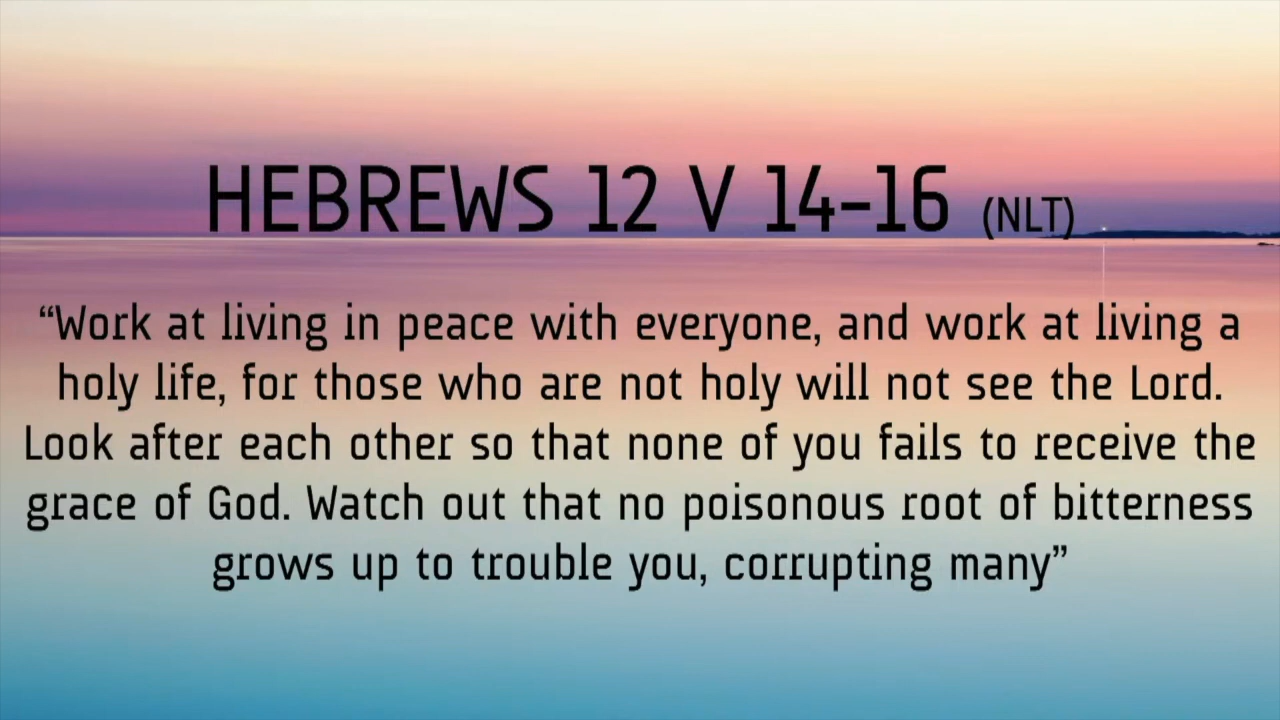 HEBREWS 12 V 14-16 (NLT)
“Work at living in peace with everyone, and work at living a
holy life, for those who are not holy will not see the Lord.
Look after each other so that none of you fails to receive the
grace of God. Watch out that no poisonous root of bitterness
grows up to trouble you, corrupting many”